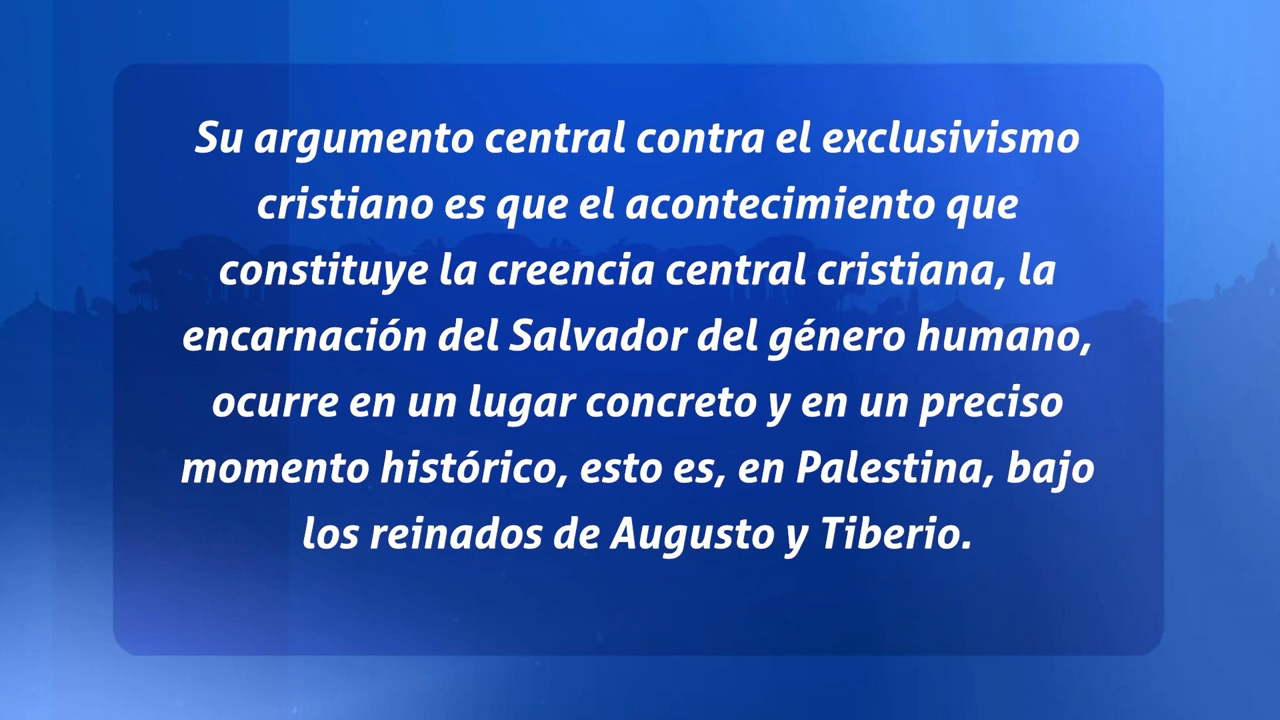 Su argumento central contra el exclusivismo
cristiano es que el acontecimiento que
constituye la creencia central cristiana, la
encarnación del Salvador del género humano,
ocurre en un lugar concreto y en un preciso
momento histórico, esto es, en Palestina, bajo
los reinados de Augusto y Tiberio.